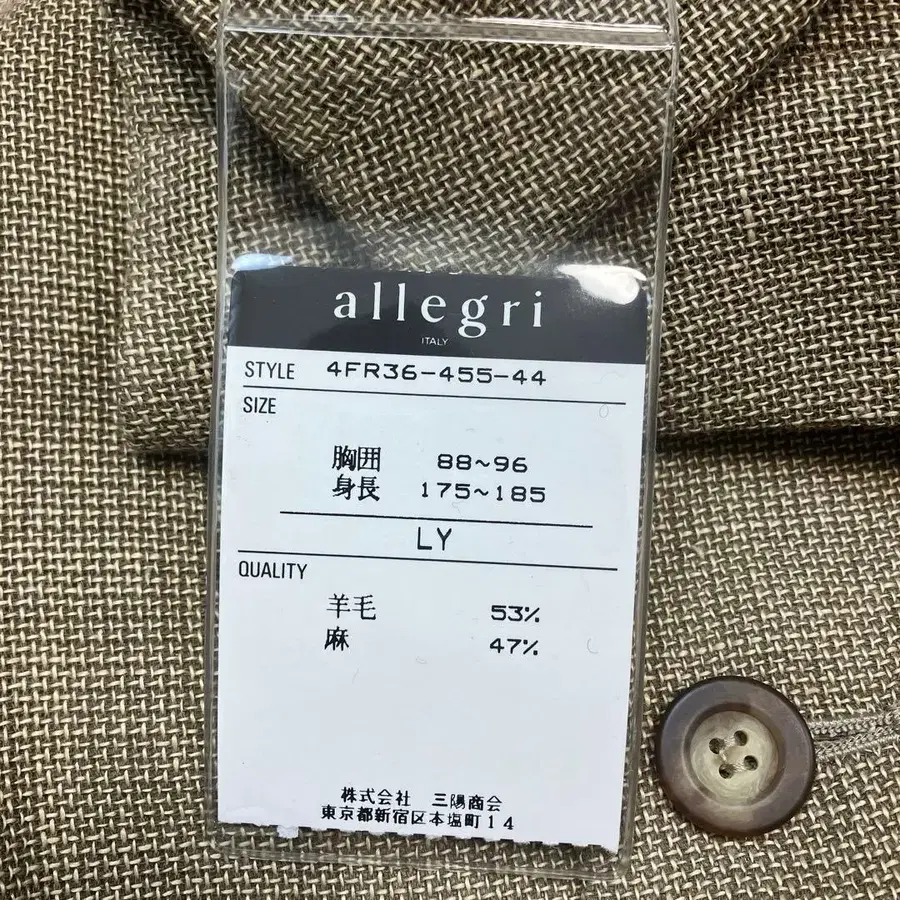 allegri
ITALY
STYLE 4FR36-455-44
SIZE
胸囲 88~96
身長 175~185
LY
QUALITY
羊毛 53%
麻 47%
株式会社 三陽商会
東京都新宿区本塩町14